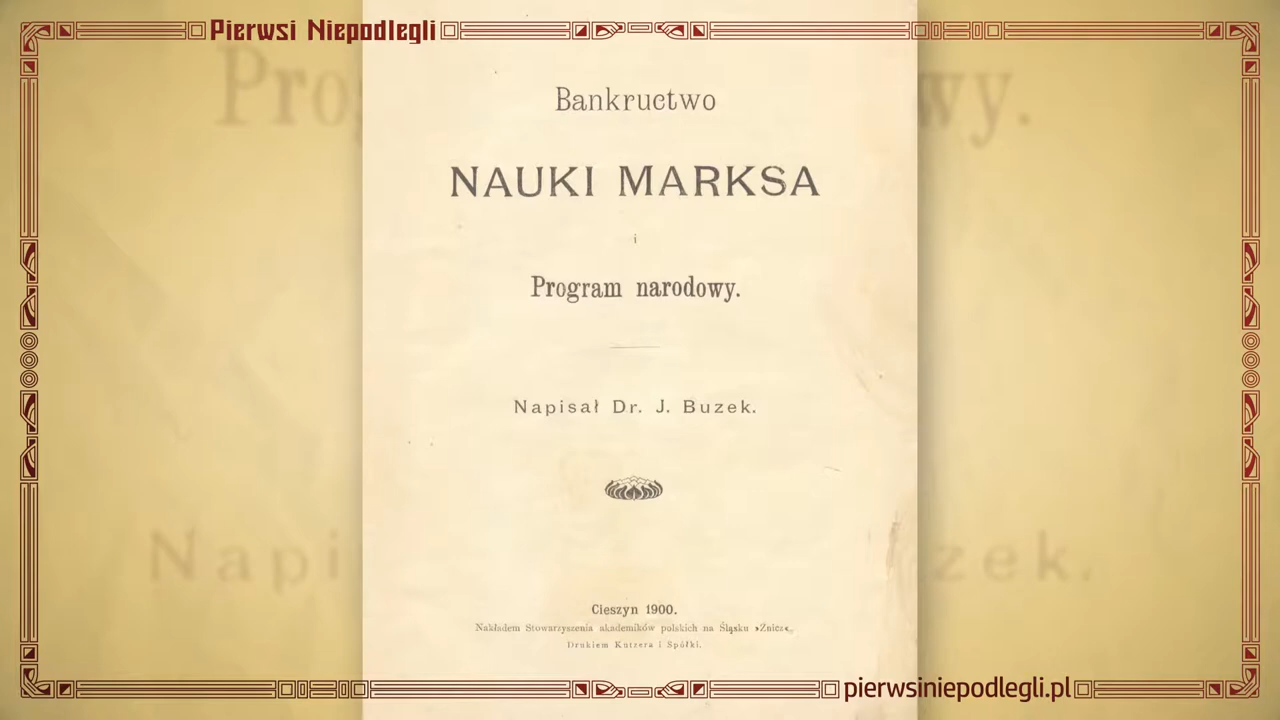 Pierwsi Niepodlegli
Bankructwo
NAUKI MARKSA
i
Program narodowy.
Napisał Dr. J. Buzek.
Cieszyn 1900.
Nakładem Stowarzyszenia akademików polskich na Śląsku »Znicz«.
Drukiem Kutzera i Spółki.
pierwsiniepodlegli.pl